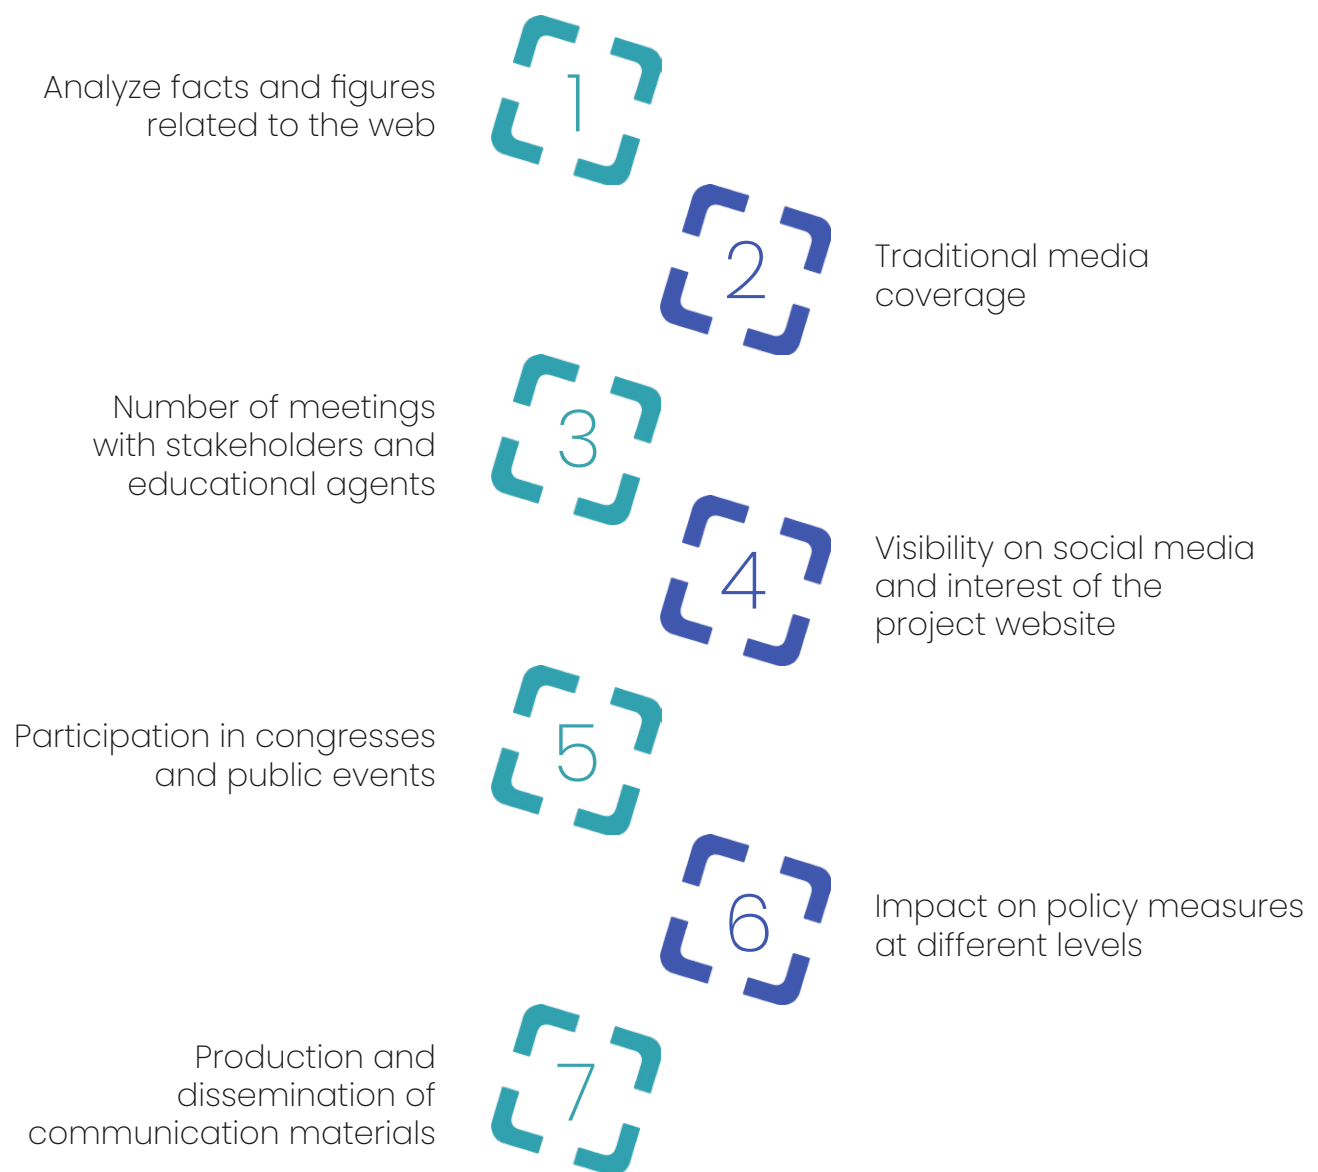 1
Analyze facts and figures
related to the web
2
Traditional media
coverage
3
Number of meetings
with stakeholders and
educational agents
4
Visibility on social media
and interest of the
project website
5
Participation in congresses
and public events
6
Impact on policy measures
at different levels
7
Production and
dissemination of
communication materials